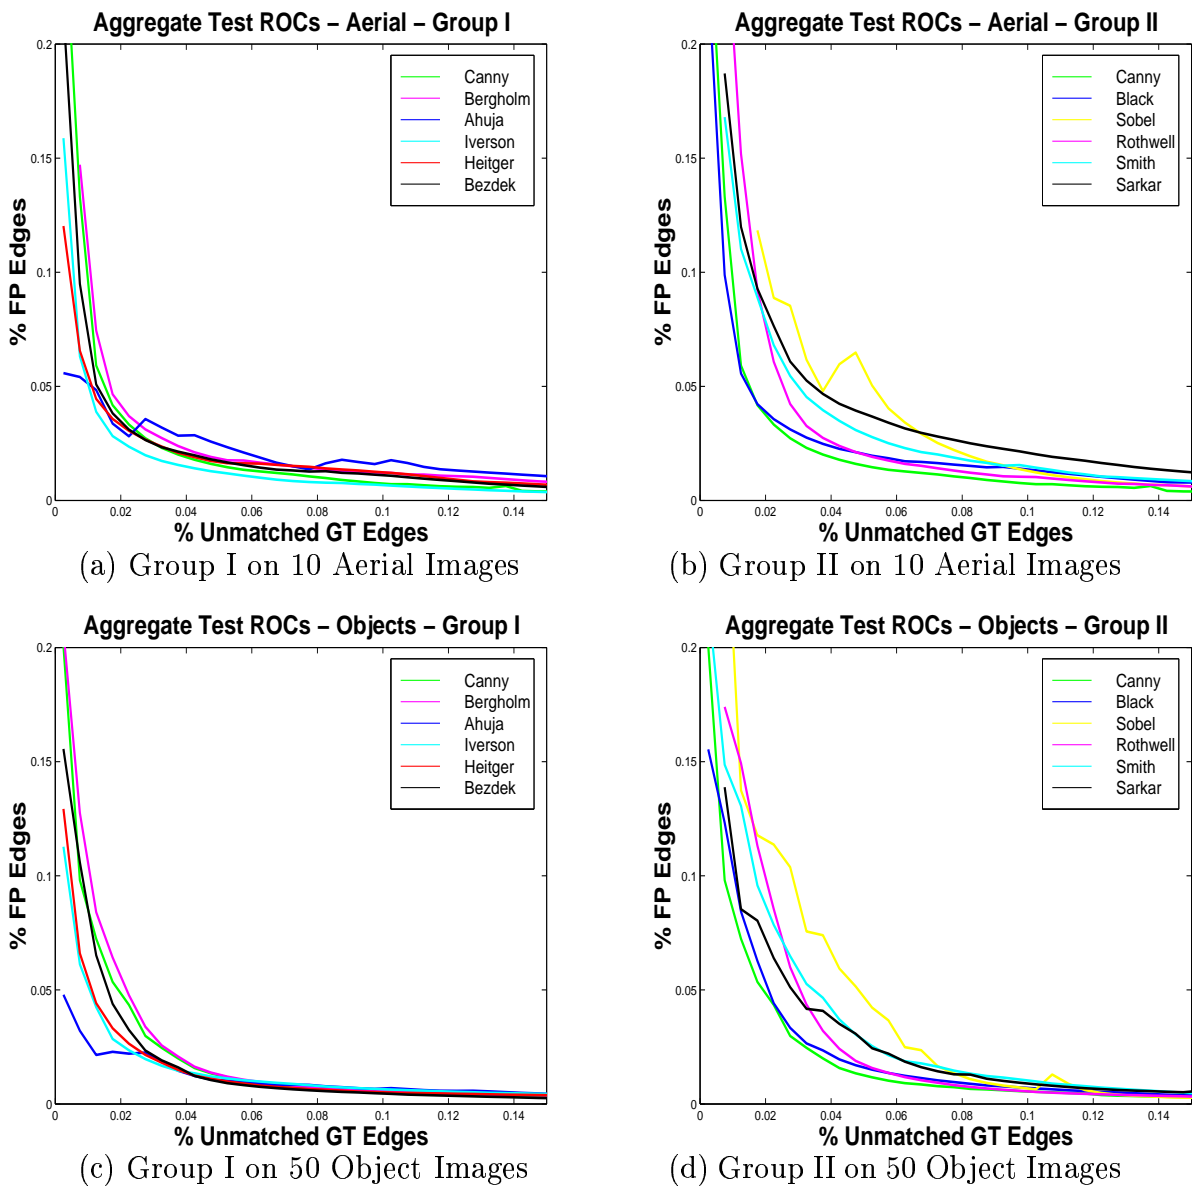 Aggregate Test ROCs – Aerial – Group I
0.2
0.15
0.1
0.05
0
% FP Edges
Canny
Bergholm
Ahuja
Iverson
Heitger
Bezdek
0 0.02 0.04 0.06 0.08 0.1 0.12 0.14
% Unmatched GT Edges
(a) Group I on 10 Aerial Images
Aggregate Test ROCs – Aerial – Group II
0.2
0.15
0.1
0.05
0
% FP Edges
Canny
Black
Sobel
Rothwell
Smith
Sarkar
0 0.02 0.04 0.06 0.08 0.1 0.12 0.14
% Unmatched GT Edges
(b) Group II on 10 Aerial Images
Aggregate Test ROCs – Objects – Group I
0.2
0.15
0.1
0.05
0
% FP Edges
Canny
Bergholm
Ahuja
Iverson
Heitger
Bezdek
0 0.02 0.04 0.06 0.08 0.1 0.12 0.14
% Unmatched GT Edges
(c) Group I on 50 Object Images
Aggregate Test ROCs – Objects – Group II
0.2
0.15
0.1
0.05
0
% FP Edges
Canny
Black
Sobel
Rothwell
Smith
Sarkar
0 0.02 0.04 0.06 0.08 0.1 0.12 0.14
% Unmatched GT Edges
(d) Group II on 50 Object Images